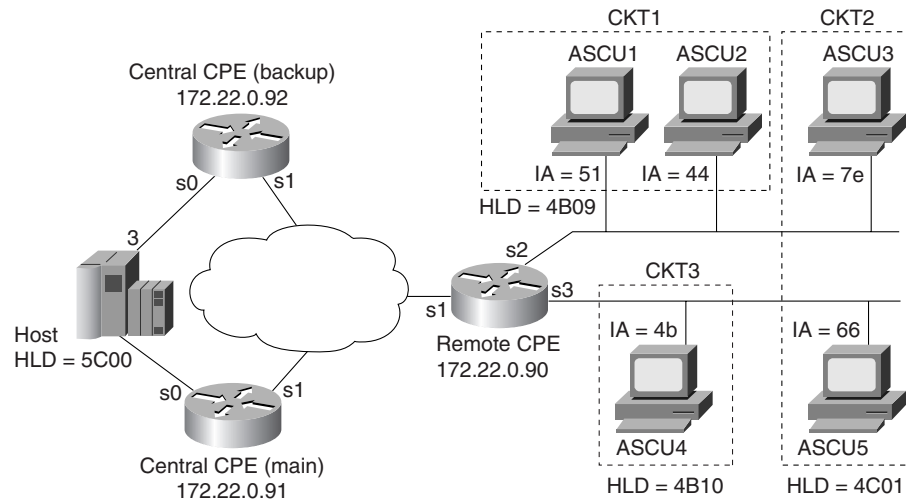 CKT1
CKT2
ASCU1
ASCU2
ASCU3
Central CPE (backup)
172.22.0.92
s0
s1
IA = 51
IA = 44
IA = 7e
HLD = 4B09
3
s2
CKT3
s1
s3
Host
HLD = 5C00
Remote CPE
172.22.0.90
IA = 4b
IA = 66
s0
s1
ASCU4
ASCU5
Central CPE (main)
172.22.0.91
HLD = 4B10
HLD = 4C01